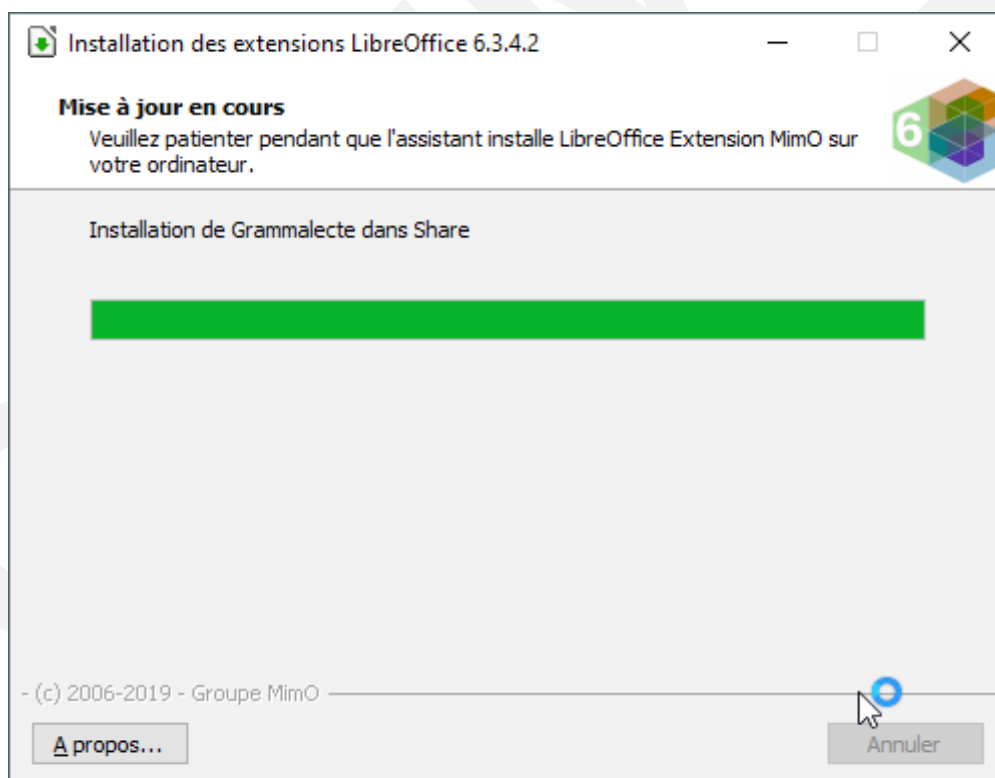 Installation des extensions LibreOffice 6.3.4.2
Mise à jour en cours
Veuillez patienter pendant que l'assistant installe LibreOffice Extension MimO sur
votre ordinateur.
6
Installation de Grammalecte dans Share
- (c) 2006-2019 - Groupe MimO
A propos...
Annuler